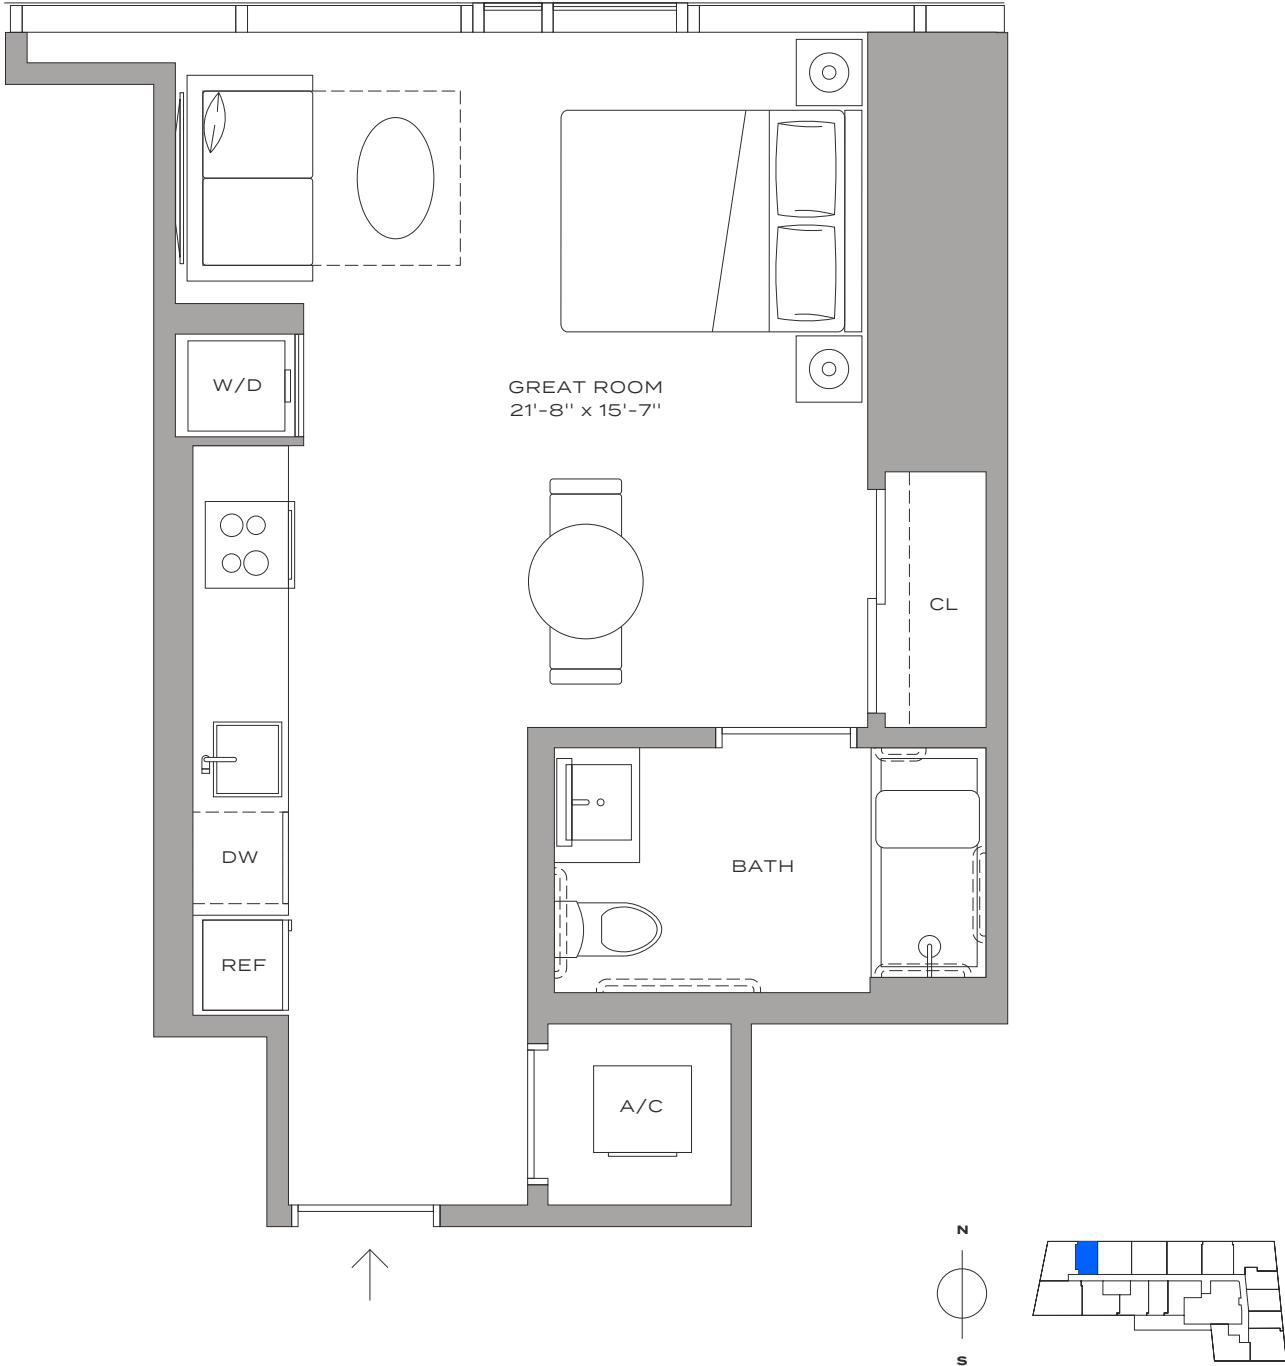 W/D
GREAT ROOM
21'-8" x 15'-7"
CL
DW
BATH
REF
A/C
N
S